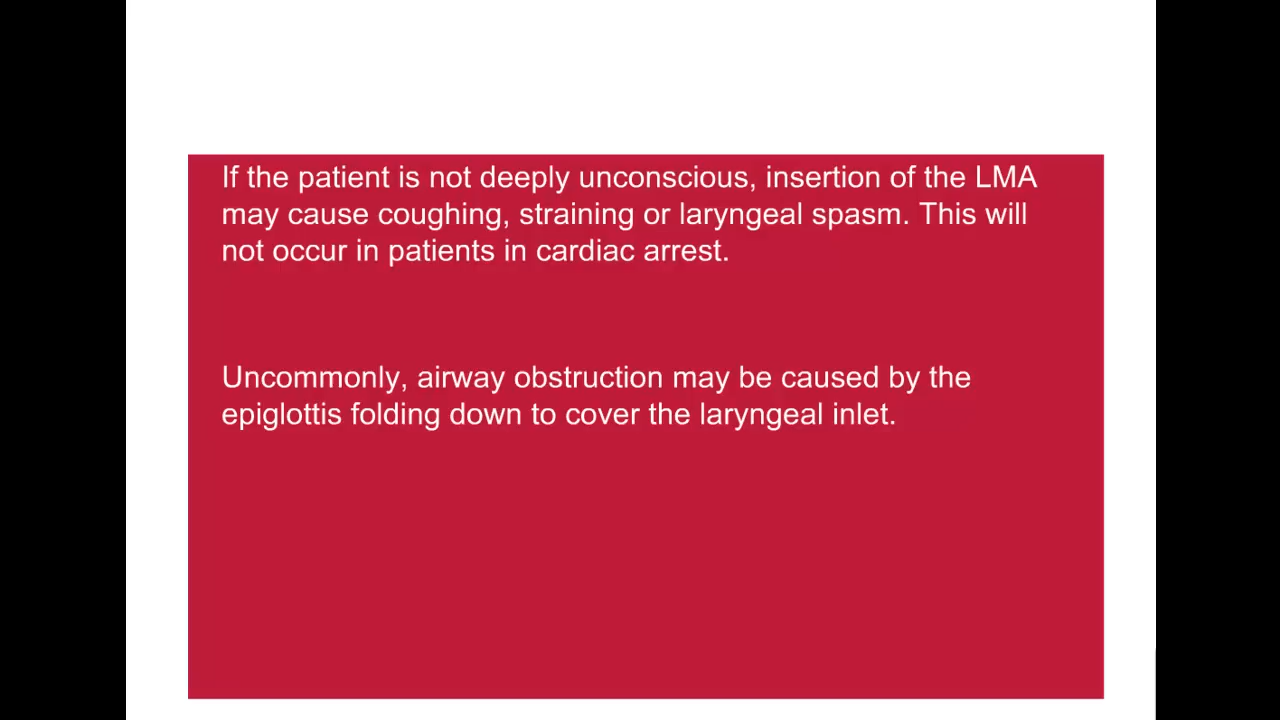 If the patient is not deeply unconscious, insertion of the LMA
may cause coughing, straining or laryngeal spasm. This will
not occur in patients in cardiac arrest.
Uncommonly, airway obstruction may be caused by the
epiglottis folding down to cover the laryngeal inlet.